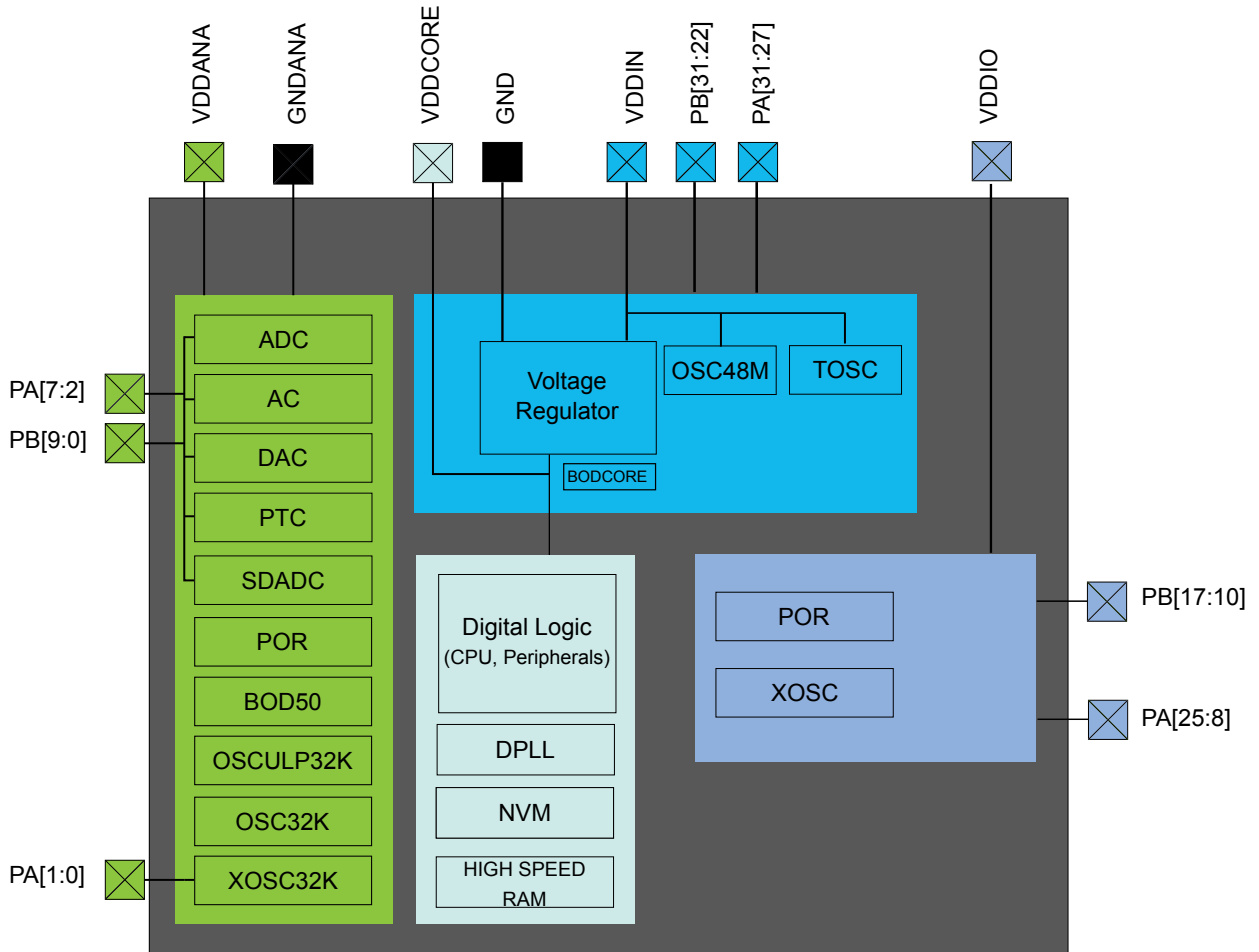 VDDANA
GNDANA
VDDCORE
GND
VDDIN
PB[31:22]
PA[31:27]
VDDIO
PA[7:2]
PB[9:0]
PA[1:0]
ADC
AC
DAC
PTC
SDADC
POR
BOD50
OSCULP32K
OSC32K
XOSC32K
Voltage
Regulator
OSC48M
TOSC
BODCORE
Digital Logic
(CPU, Peripherals)
DPLL
NVM
HIGH SPEED
RAM
POR
XOSC
PB[17:10]
PA[25:8]